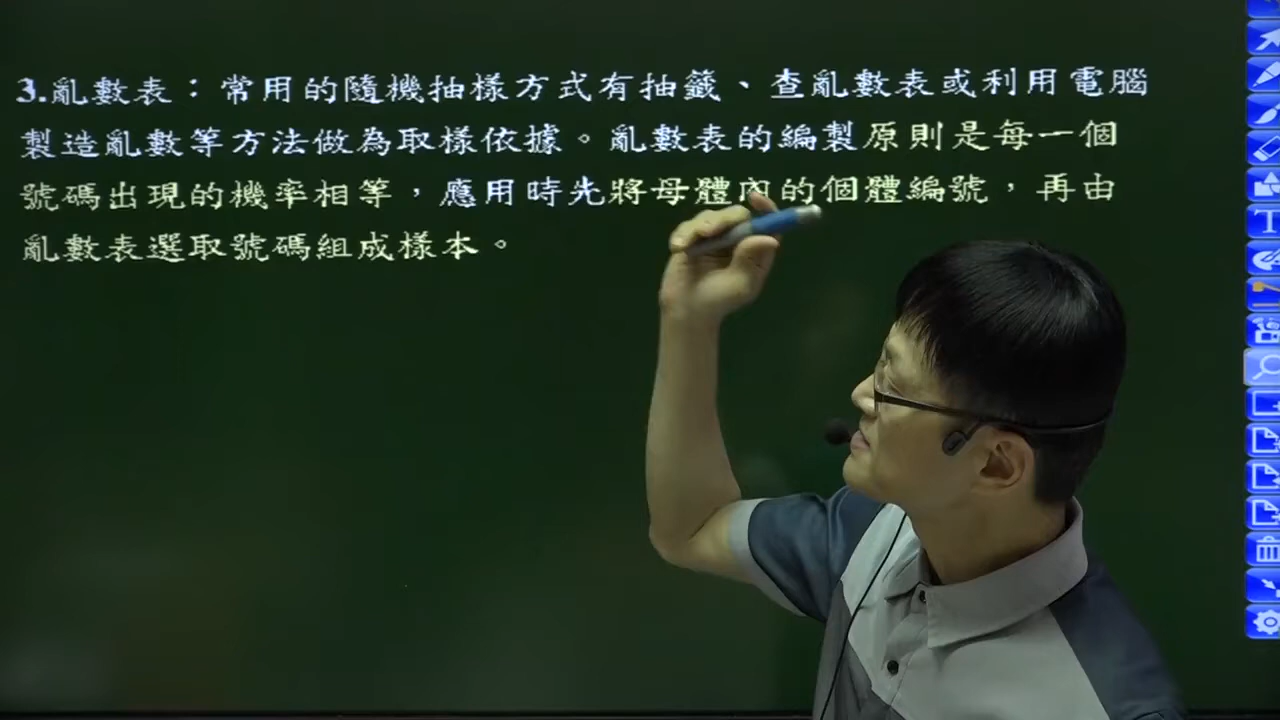 3.亂數表：常用的隨機抽樣方式有抽籤、查亂數表或利用電腦
製造亂數等方法做為取樣依據。亂數表的編製原則是每一個
號碼出現的機率相等，應用時先將母體內的個體編號，再由
亂數表選取號碼組成樣本。